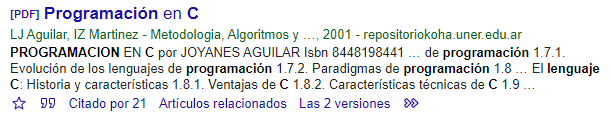 [PDF] Programación en C
LJ Aguilar, IZ Martinez - Metodologia, Algoritmos y …, 2001 - repositoriokoha.uner.edu.ar
PROGRAMACION EN C por JOYANES AGUILAR Isbn 8448198441 … de programación 1.7.1.
Evolución de los lenguajes de programación 1.7.2. Paradigmas de programación 1.8 … El lenguaje
C: Historia y características 1.8.1. Ventajas de C 1.8.2. Características técnicas de C 1.9 …
Citado por 21 Artículos relacionados Las 2 versiones